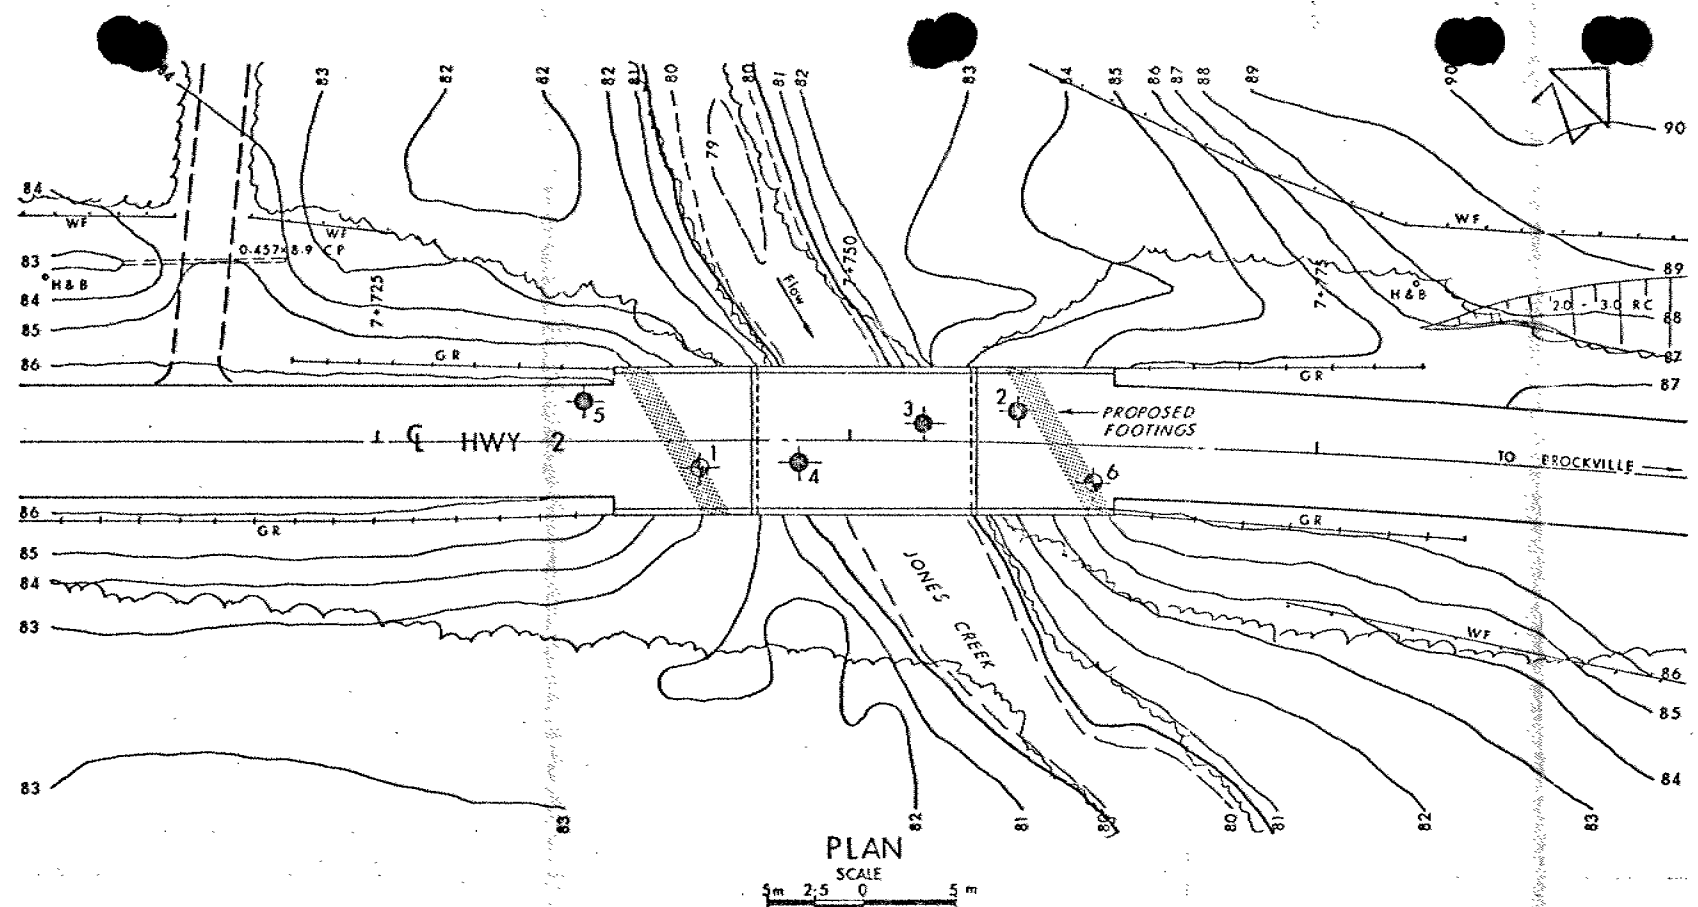 84 83 82 82 82 81 80 80 81 82 83 84 85 86 87 88 89 90
90
79
84
WF
WF
WF
0.457×8.9 CP
83
H & B
84
7+725
Flow
7+750
7+775
H & B
89
2.0 - 3.0 RC
88
85
86
GR
GR
87
87
5
3
2
PROPOSED
FOOTINGS
℄ HWY 2
1
4
6
TO BROCKVILLE
86
GR
GR
85
84
83
JONES CREEK
WF
86
85
84
83
83 82 81 80 80 81 82 83
PLAN
SCALE
5m 2.5 0 5 m